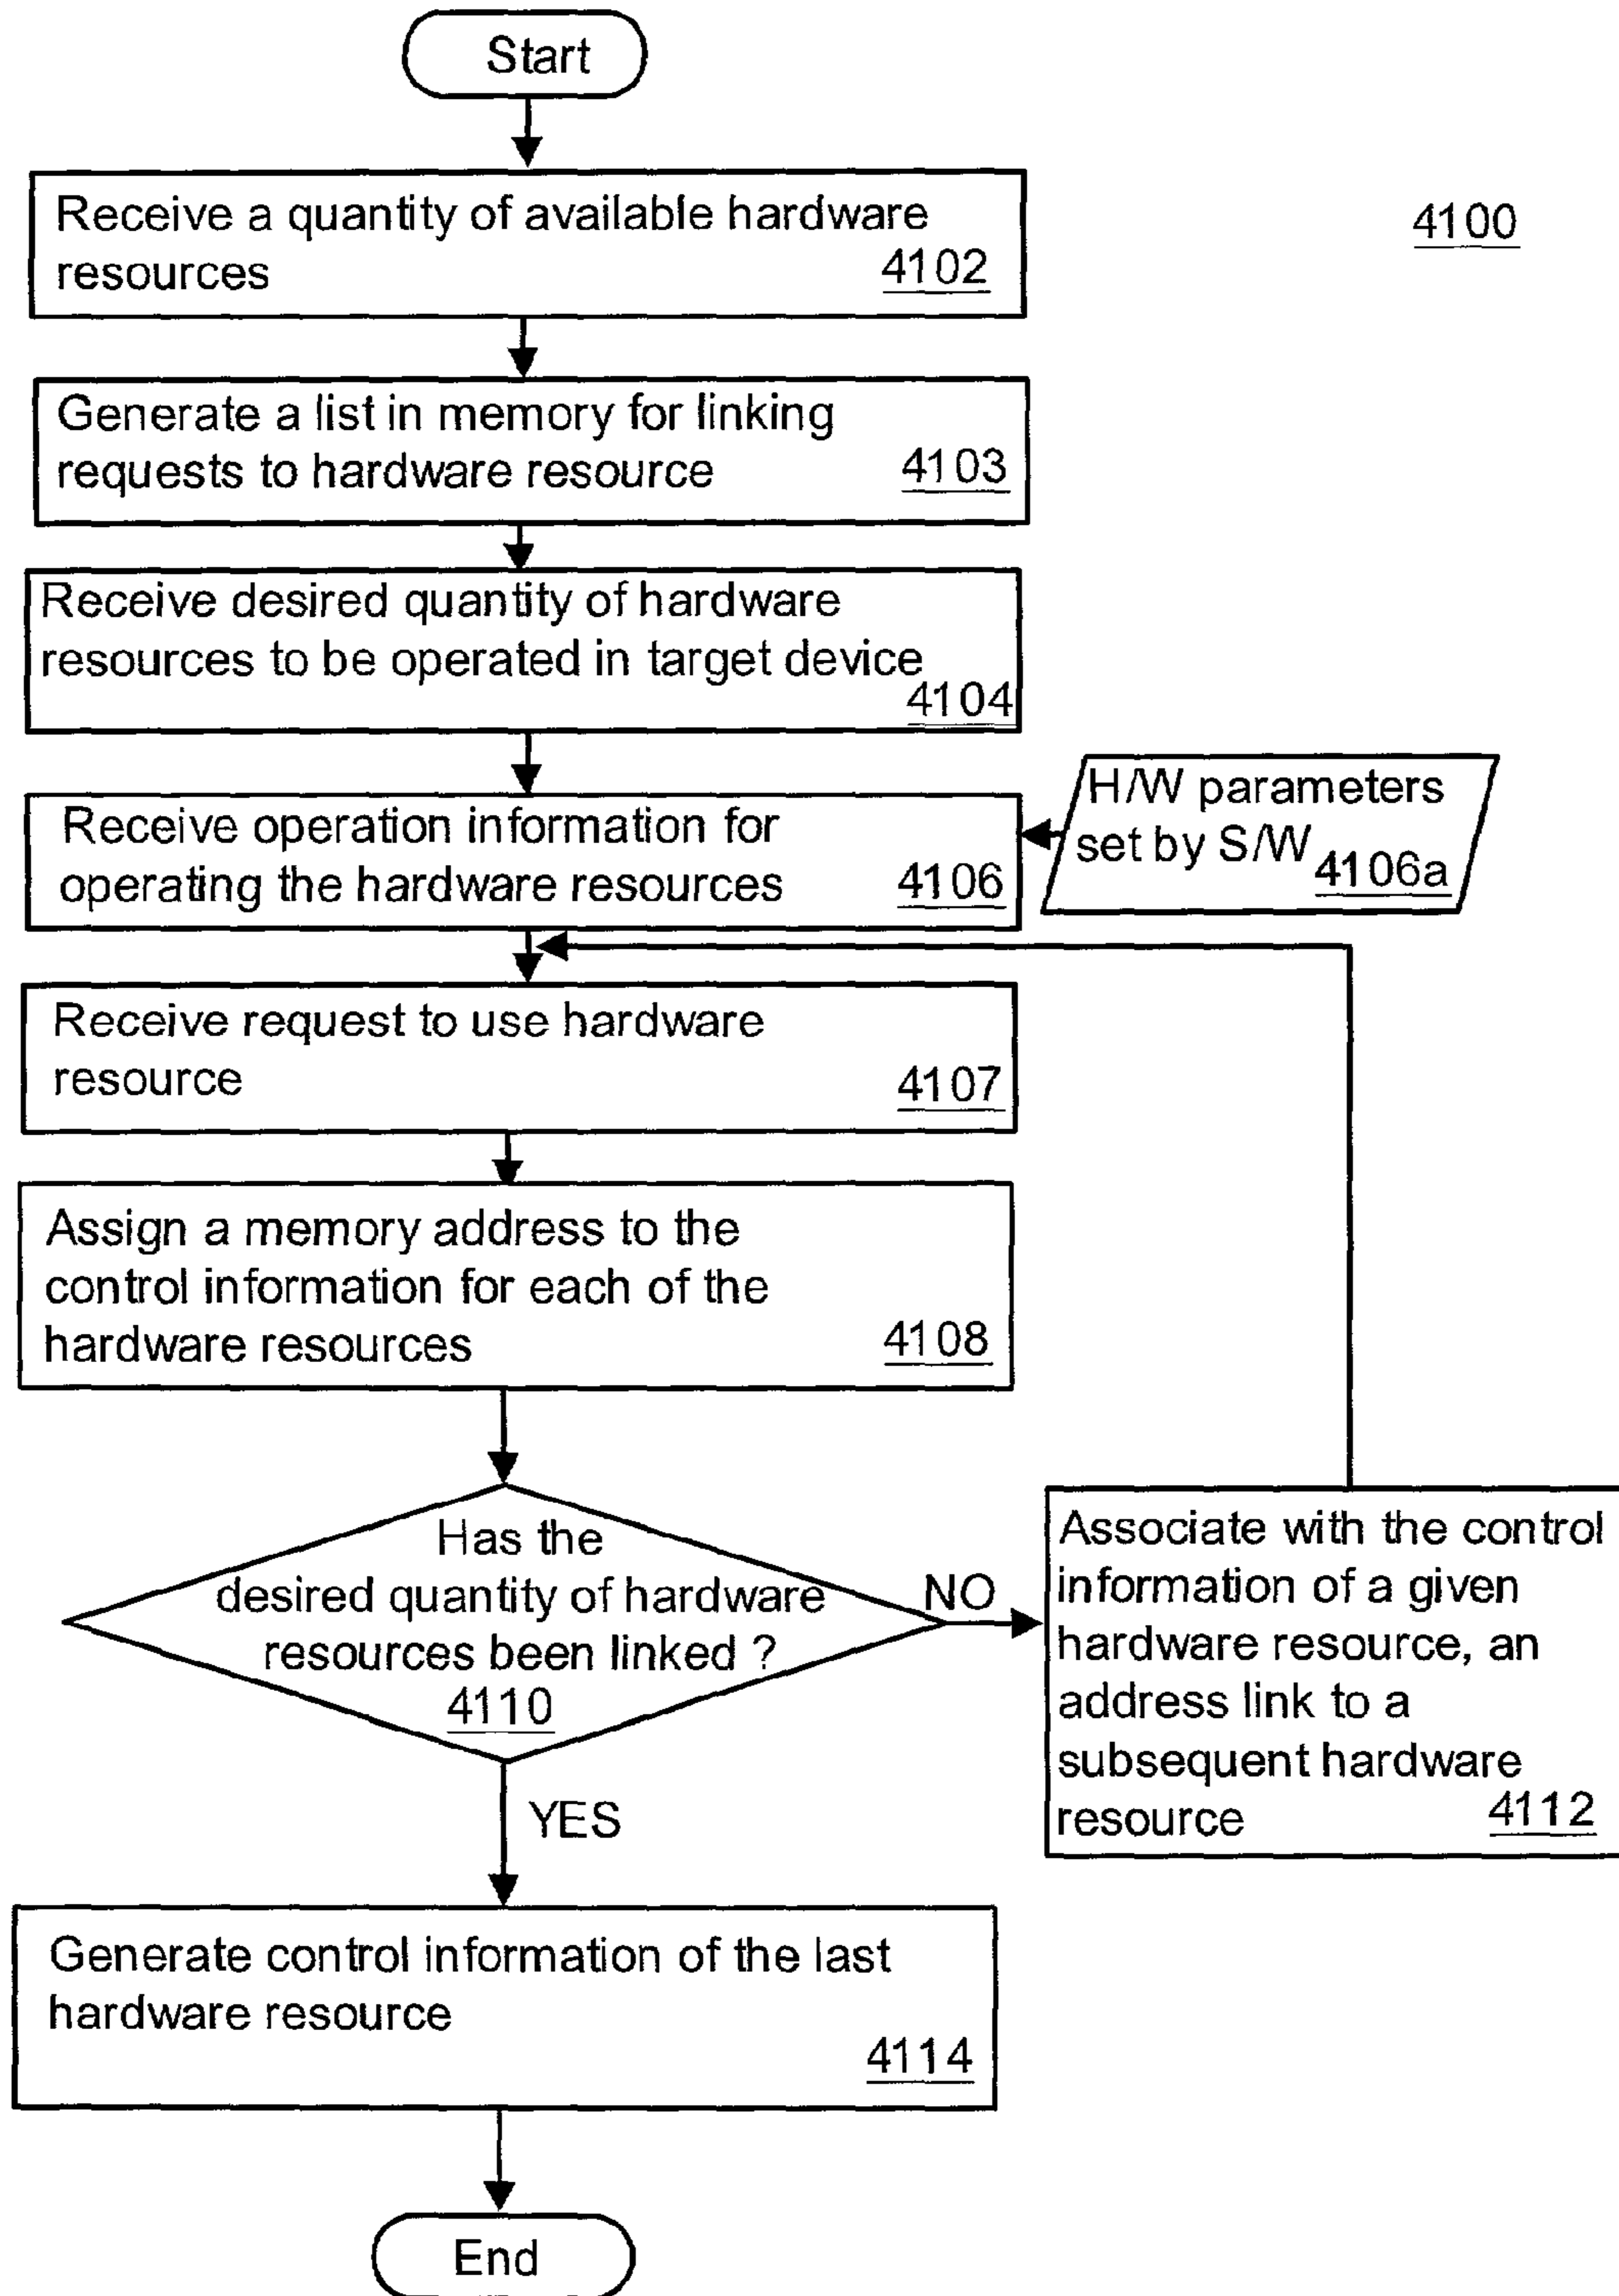 Start
Receive a quantity of available hardware
resources 4102
4100
Generate a list in memory for linking
requests to hardware resource 4103
Receive desired quantity of hardware
resources to be operated in target device
4104
Receive operation information for
operating the hardware resources 4106
H/W parameters
set by S/W 4106a
Receive request to use hardware
resource 4107
Assign a memory address to the
control information for each of the
hardware resources 4108
Has the
desired quantity of hardware
resources been linked ?
4110
NO
Associate with the control
information of a given
hardware resource, an
address link to a
subsequent hardware
resource 4112
YES
Generate control information of the last
hardware resource
4114
End